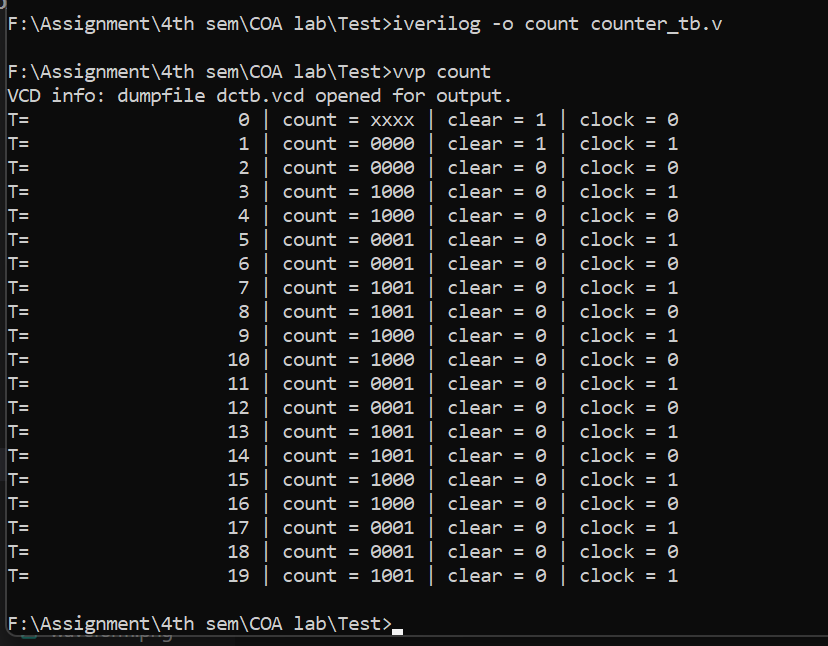 F:\Assignment\4th sem\COA lab\Test>iverilog -o count counter_tb.v
F:\Assignment\4th sem\COA lab\Test>vvp count
VCD info: dumpfile dctb.vcd opened for output.
T=                   0 | count = xxxx | clear = 1 | clock = 0
T=                   1 | count = 0000 | clear = 1 | clock = 1
T=                   2 | count = 0000 | clear = 0 | clock = 0
T=                   3 | count = 1000 | clear = 0 | clock = 1
T=                   4 | count = 1000 | clear = 0 | clock = 0
T=                   5 | count = 0001 | clear = 0 | clock = 1
T=                   6 | count = 0001 | clear = 0 | clock = 0
T=                   7 | count = 1001 | clear = 0 | clock = 1
T=                   8 | count = 1001 | clear = 0 | clock = 0
T=                   9 | count = 1000 | clear = 0 | clock = 1
T=                  10 | count = 1000 | clear = 0 | clock = 0
T=                  11 | count = 0001 | clear = 0 | clock = 1
T=                  12 | count = 0001 | clear = 0 | clock = 0
T=                  13 | count = 1001 | clear = 0 | clock = 1
T=                  14 | count = 1001 | clear = 0 | clock = 0
T=                  15 | count = 1000 | clear = 0 | clock = 1
T=                  16 | count = 1000 | clear = 0 | clock = 0
T=                  17 | count = 0001 | clear = 0 | clock = 1
T=                  18 | count = 0001 | clear = 0 | clock = 0
T=                  19 | count = 1001 | clear = 0 | clock = 1
F:\Assignment\4th sem\COA lab\Test>